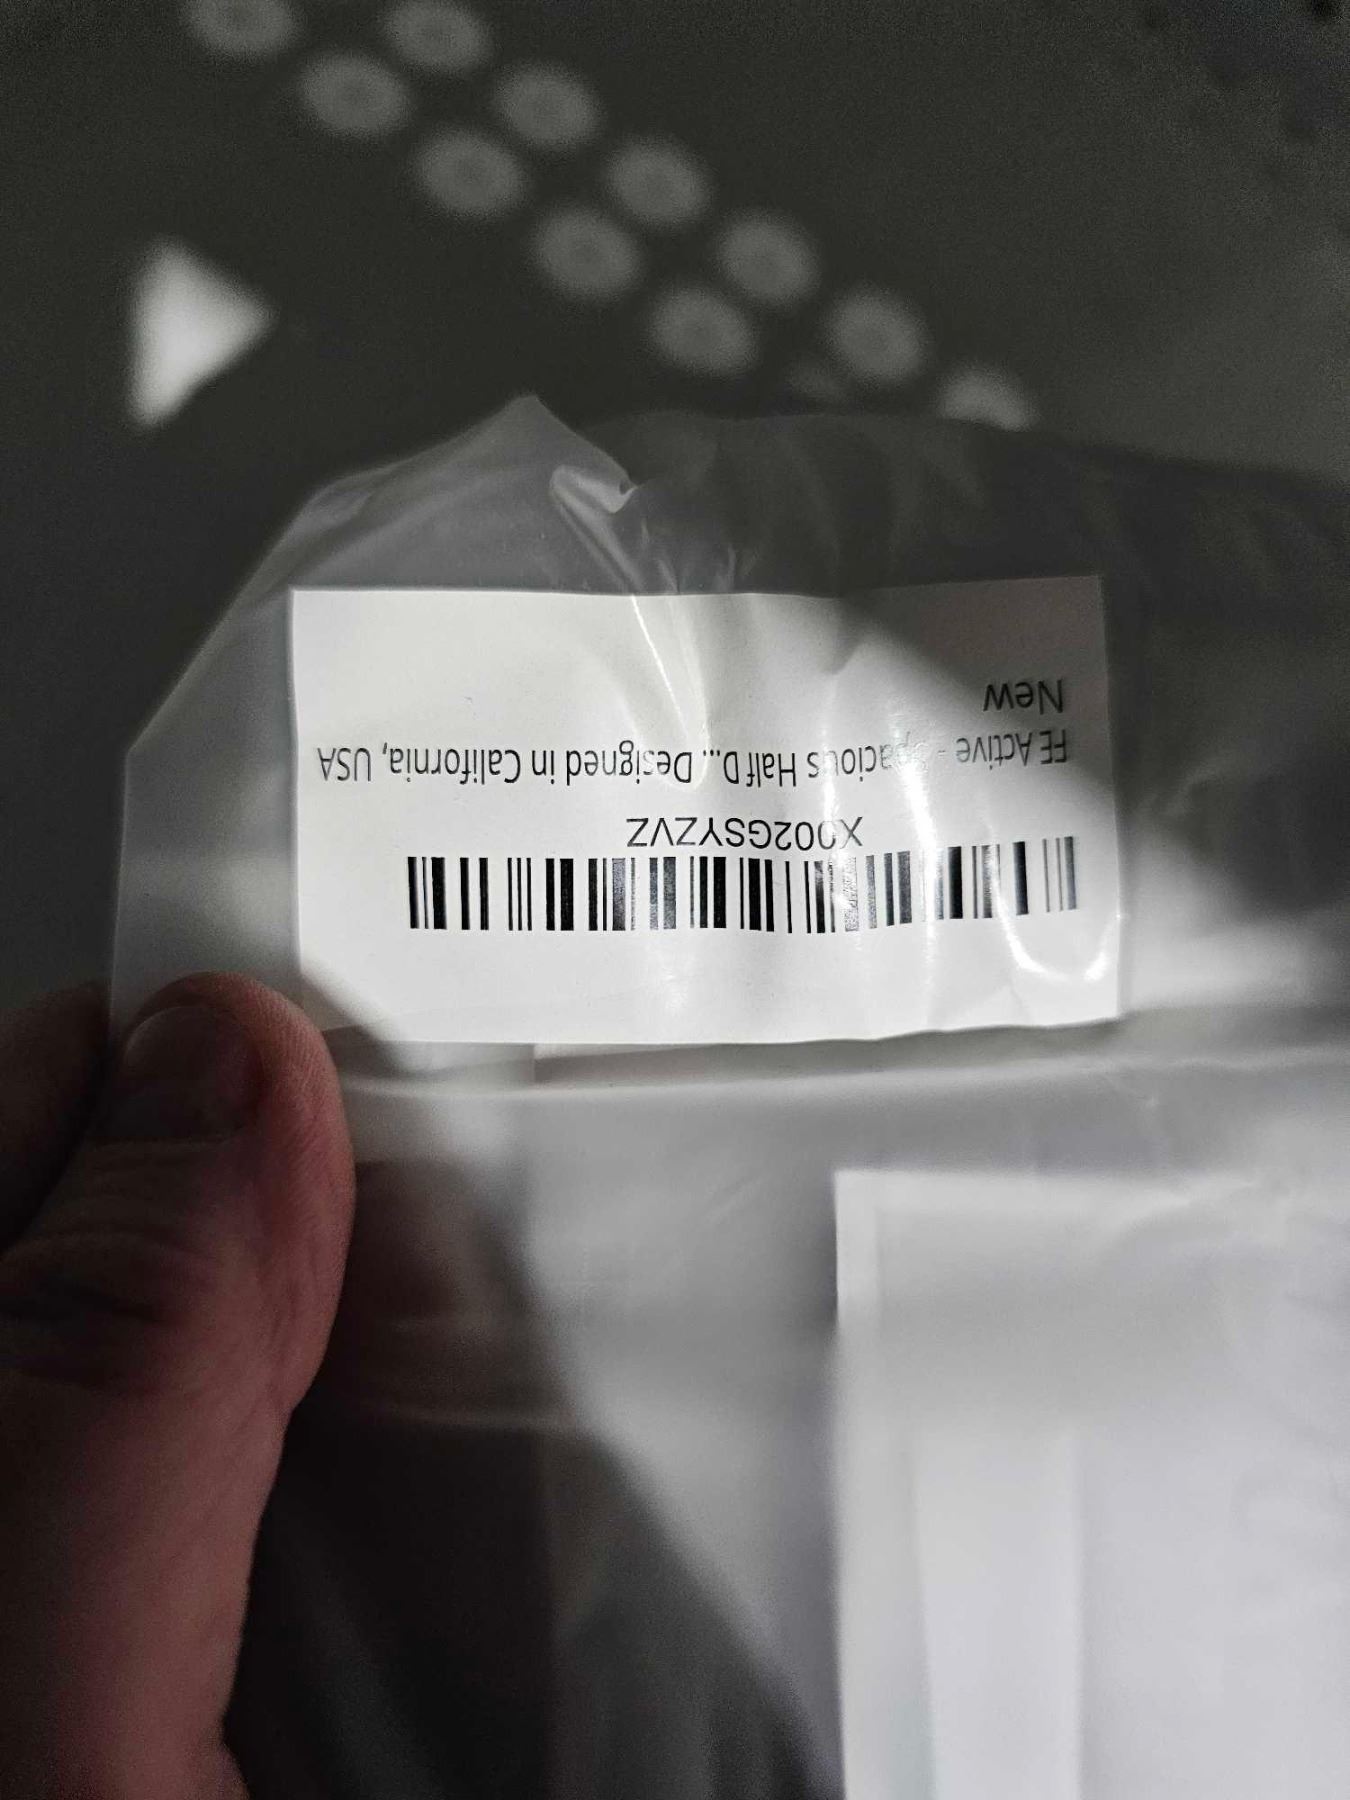 X002GSYZVZ
FE Active - Spacious Half D... Designed in California, USA
New